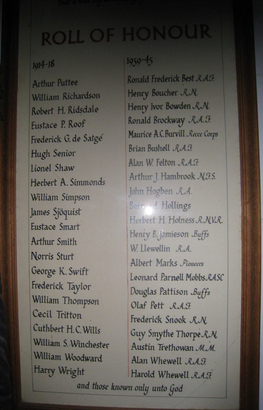 ROLL OF HONOUR
1914-18
Arthur Puttee
William Richardson
Robert H. Ridsdale
Eustace P. Roof
Frederick G. de Satgé
Hugh Senior
Lionel Shaw
Herbert A. Simmonds
William Simpson
James Sjöquist
Eustace Smart
Arthur Smith
Norris Sturt
George K. Swift
Frederick Taylor
William Thompson
Cecil Tritton
Cuthbert H.C. Wills
William S. Winchester
William Woodward
Harry Wright
1939-45
Ronald Frederick Best R.A.F.
Henry Boucher R.N.
Henry Ivor Bowden R.N.
Ronald Brockway R.A.F.
Maurice A.C. Burvill Recce Corps
Brian Bushell R.A.F.
Alan W. Felton R.A.F.
Arthur J. Hambrook N.F.S.
John Hogben R.A.
Hollings
Herbert H. Holness R.N.V.R.
Henry B. Jamieson Buffs
W. Llewellin R.A.
Albert Marks Pioneers
Leonard Parnell Mobbs. RASC
Douglas Pattison Buffs
Olaf Pett R.A.F.
Frederick Snook R.N.
Guy Smythe Thorpe R.N.
Austin Trethowan M.M.
Alan Whewell R.A.F.
Harold Whewell R.A.F.
and those known only unto God